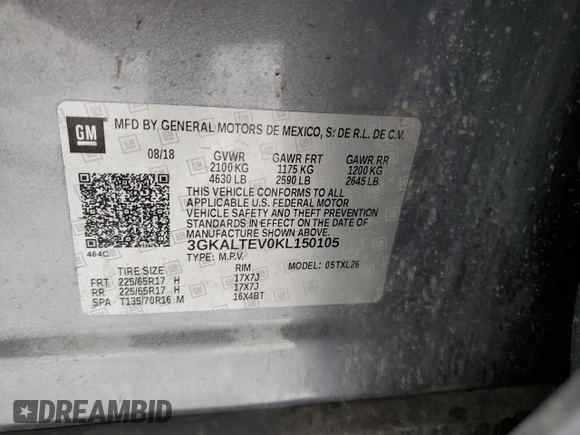 GM
MFD BY GENERAL MOTORS DE MEXICO, S. DE R.L. DE C.V.
08/18 GVWR GAWR FRT GAWR RR
2100 KG 1175 KG 1200 KG
4630 LB 2590 LB 2645 LB
THIS VEHICLE CONFORMS TO ALL
APPLICABLE U.S. FEDERAL MOTOR
VEHICLE SAFETY AND THEFT PREVENTION
STANDARDS IN EFFECT ON THE DATE OF
MANUFACTURE SHOWN ABOVE.
3GKALTEV0KL150105
464C TYPE: M.P.V. MODEL: 05TXL26
TIRE SIZE RIM
FRT 225/65R17 H 17X7J
RR 225/65R17 H 17X7J
SPA T135/70R16 M 16X4BT
DREAMBID